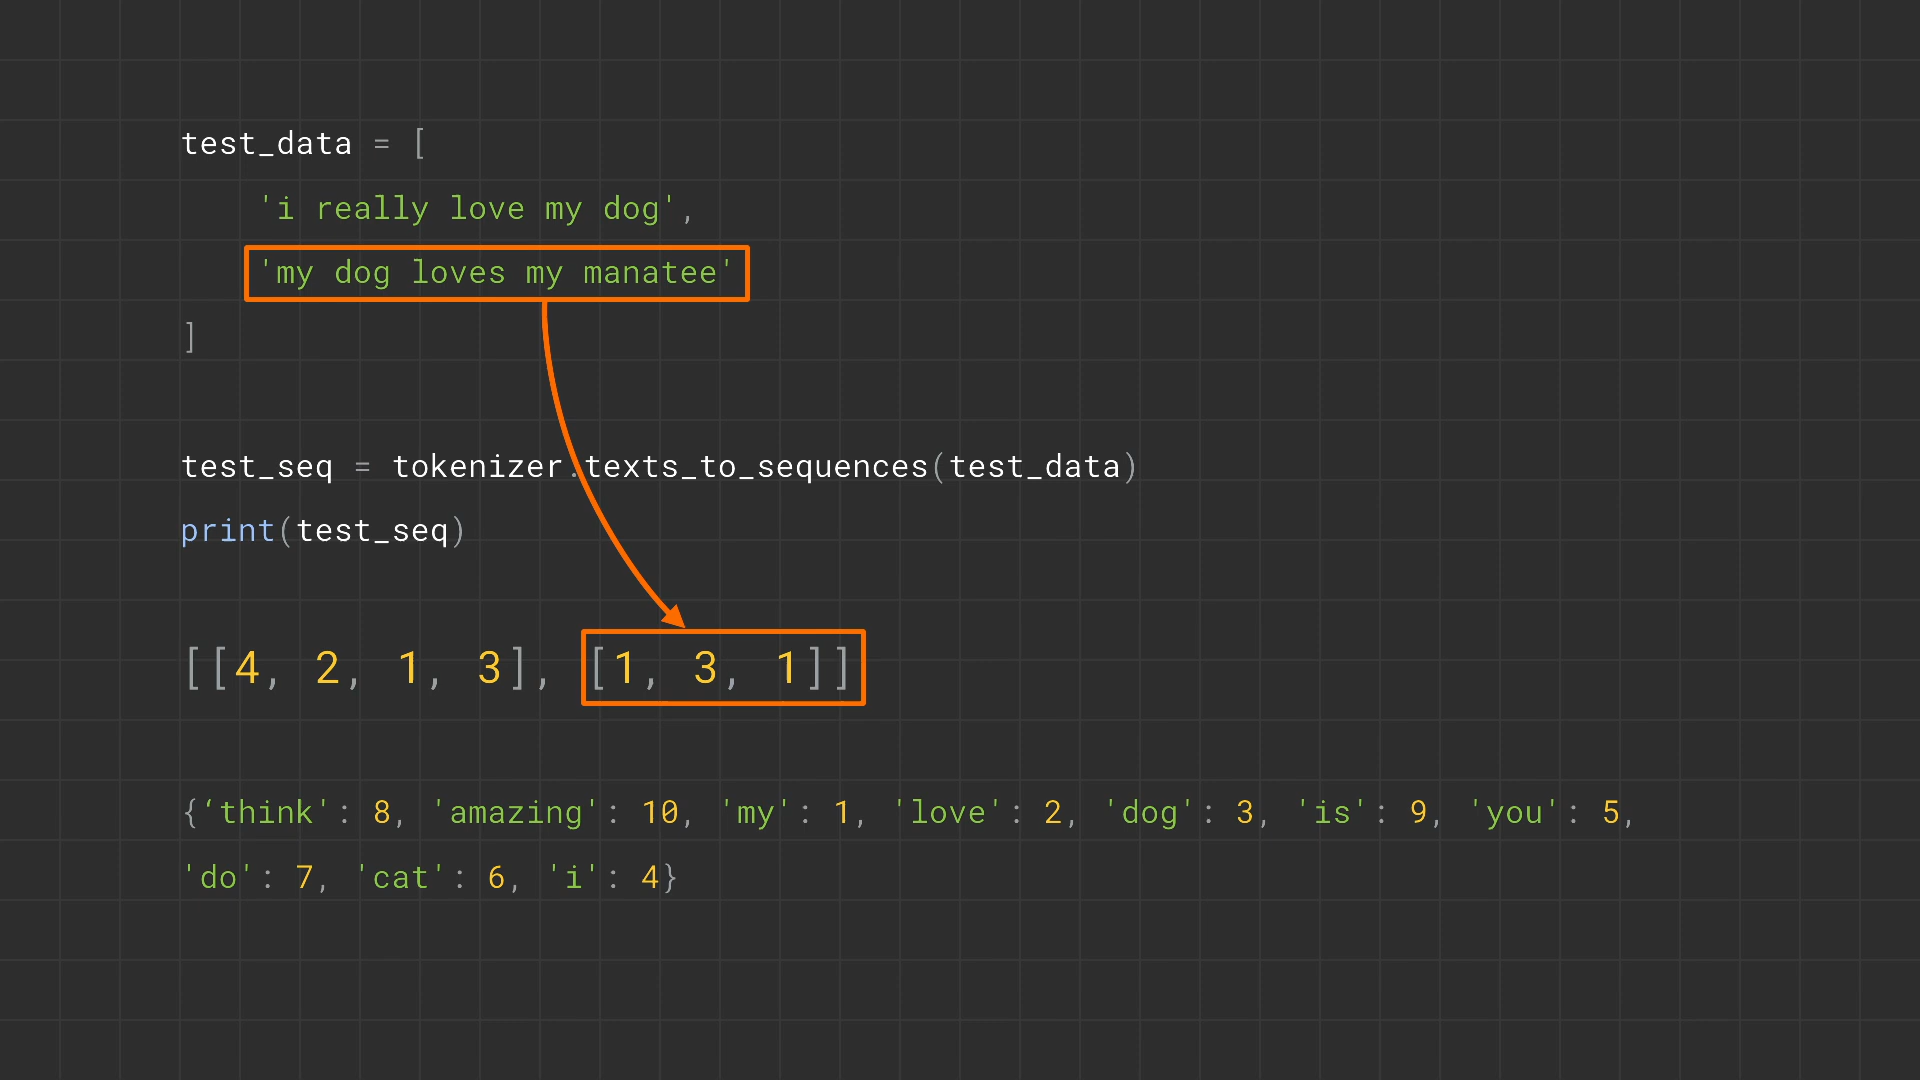 test_data = [
'i really love my dog',
'my dog loves my manatee'
]
test_seq = tokenizer.texts_to_sequences(test_data)
print(test_seq)
[[4, 2, 1, 3], [1, 3, 1]]
{‘think': 8, 'amazing': 10, 'my': 1, 'love': 2, 'dog': 3, 'is': 9, 'you': 5,
'do': 7, 'cat': 6, 'i': 4}